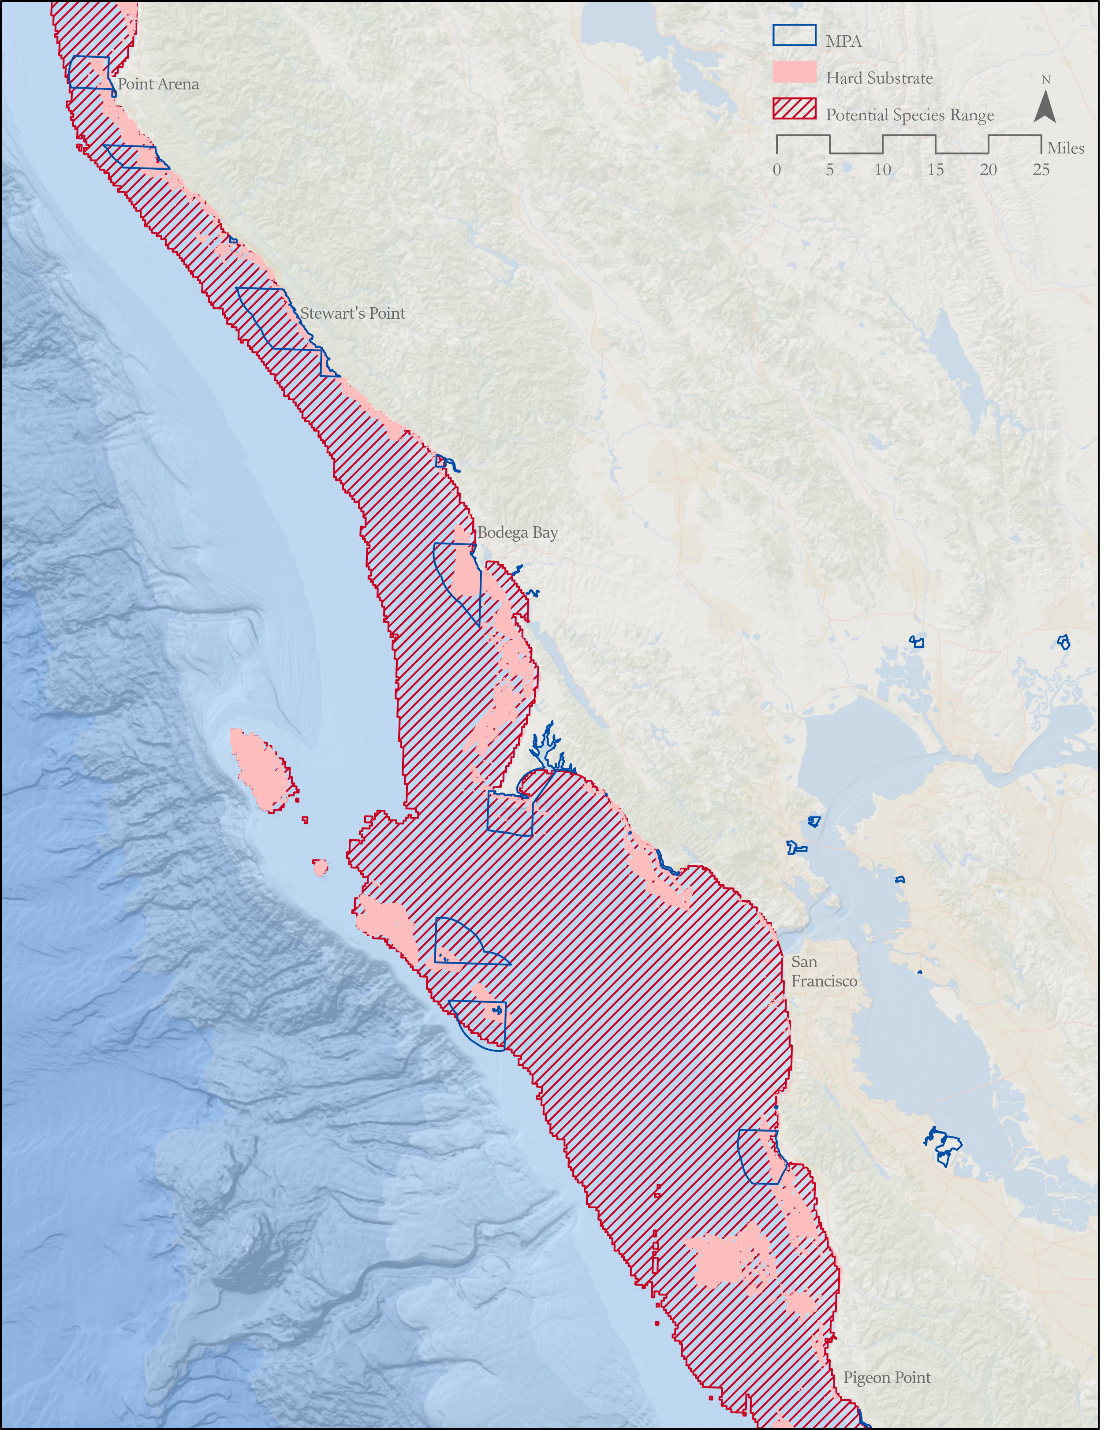 MPA
Hard Substrate
Potential Species Range
N
Miles
0 5 10 15 20 25
Point Arena
Stewart's Point
Bodega Bay
San
Francisco
Pigeon Point